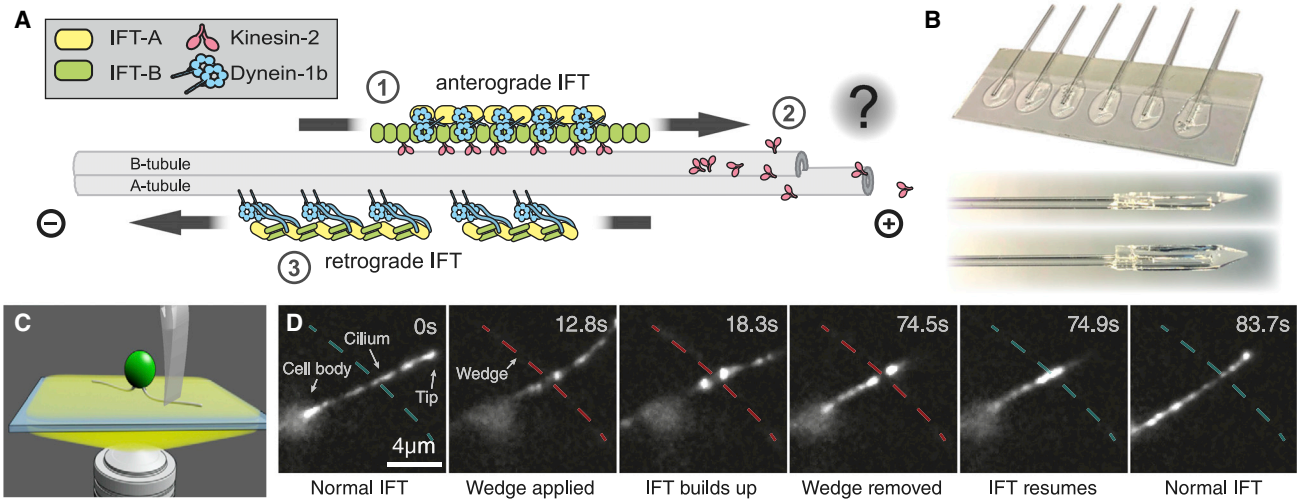 A
IFT-A
Kinesin-2
IFT-B
Dynein-1b
1
anterograde IFT
2
?
B-tubule
A-tubule
−
+
3
retrograde IFT
B
C
D
0s
Cilium
Cell body
Tip
4µm
Normal IFT
12.8s
Wedge
Wedge applied
18.3s
IFT builds up
74.5s
Wedge removed
74.9s
IFT resumes
83.7s
Normal IFT